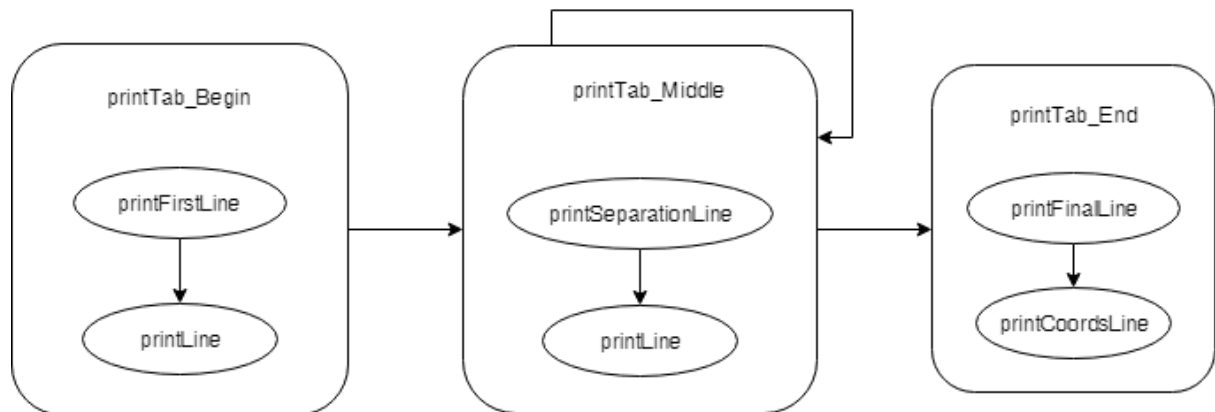 printTab_Begin
printFirstLine
printLine
printTab_Middle
printSeparationLine
printLine
printTab_End
printFinalLine
printCoordsLine